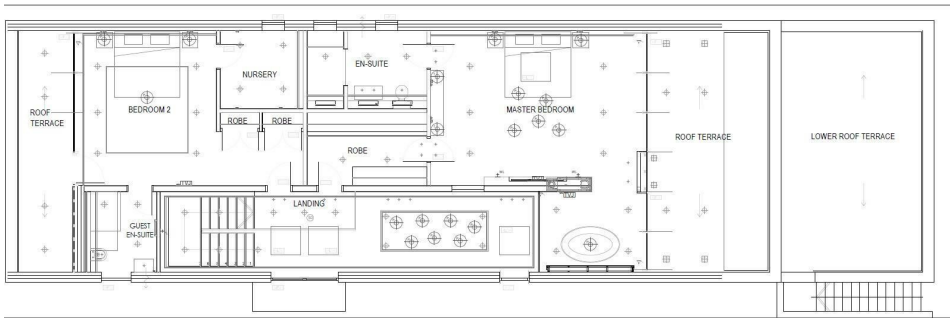 NURSERY
EN-SUITE
BEDROOM 2
MASTER BEDROOM
ROOF
TERRACE
ROBE
ROBE
ROOF TERRACE
LOWER ROOF TERRACE
ROBE
LANDING
GUEST
EN-SUITE